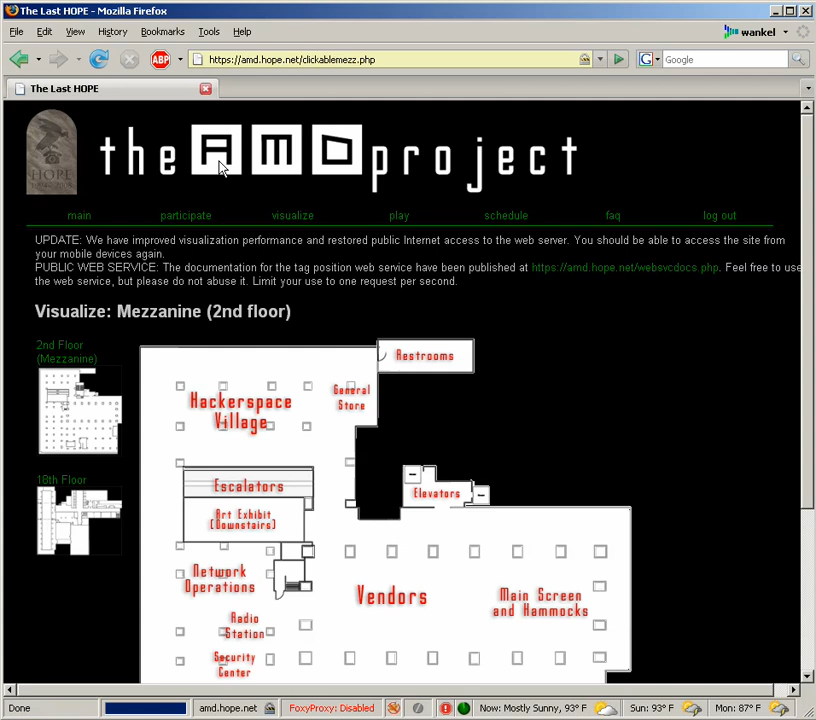 The Last HOPE - Mozilla Firefox
File Edit View History Bookmarks Tools Help
wankel
ABP
https://amd.hope.net/clickablemezz.php
G Google
The Last HOPE
the AMD project
HOPE
main participate visualize play schedule faq log out
UPDATE: We have improved visualization performance and restored public Internet access to the web server. You should be able to access the site from
your mobile devices again.
PUBLIC WEB SERVICE: The documentation for the tag position web service have been published at https://amd.hope.net/websvcdocs.php. Feel free to use
the web service, but please do not abuse it. Limit your use to one request per second.
Visualize: Mezzanine (2nd floor)
2nd Floor
(Mezzanine)
18th Floor
Restrooms
Hackerspace
Village
General
Store
Escalators
Elevators
Art Exhibit
(Downstairs)
Network
Operations
Vendors
Main Screen
and Hammocks
Radio
Station
Security
Center
Done
amd.hope.net
FoxyProxy: Disabled
Now: Mostly Sunny, 93° F
Sun: 93° F
Mon: 87° F